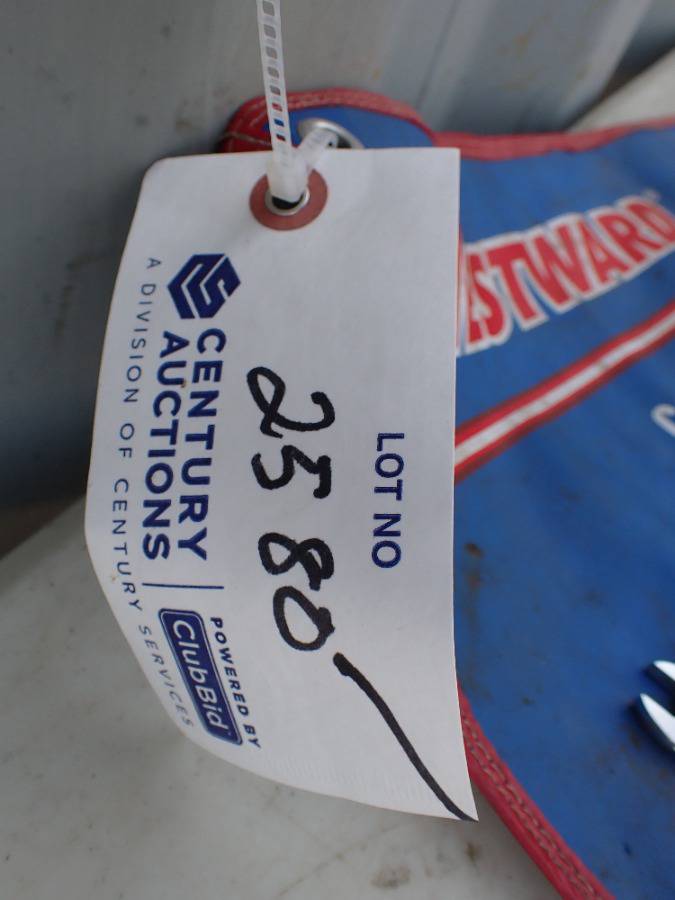 LOT NO
2580
CENTURY
AUCTIONS
A DIVISION OF CENTURY SERVICES
POWERED BY
ClubBid
STWARD